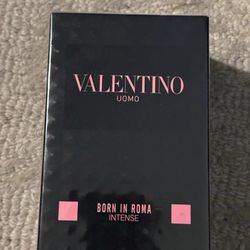 VALENTINO
UOMO
BORN IN ROMA
INTENSE